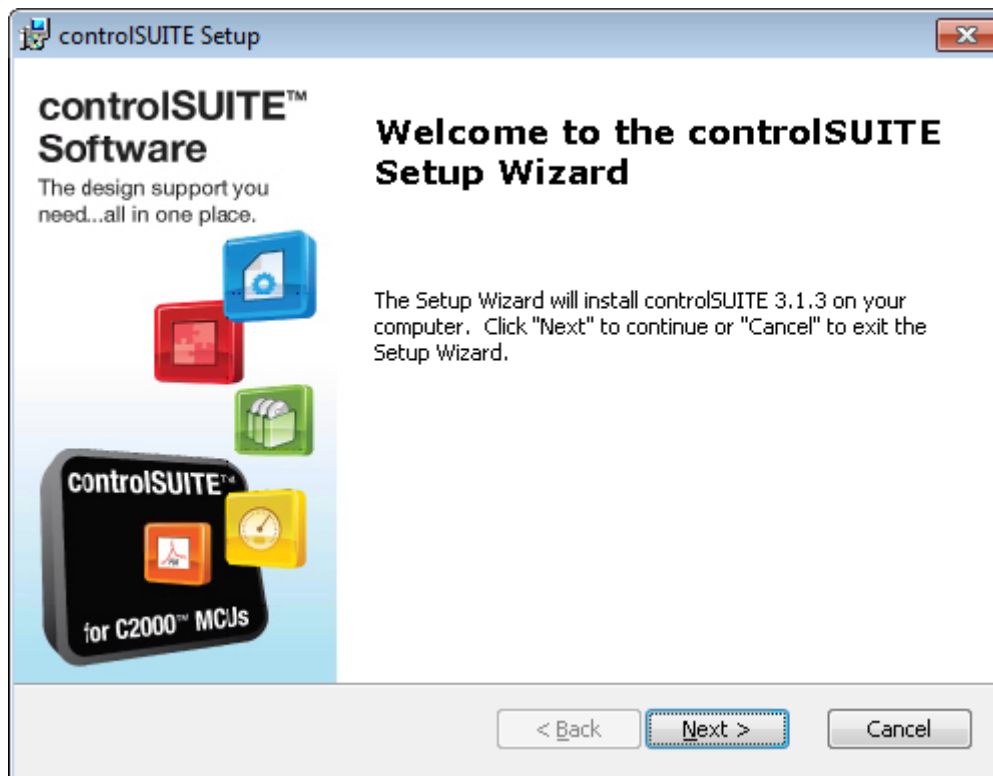 controlSUITE Setup
controlSUITE™
Software
The design support you
need...all in one place.
Welcome to the controlSUITE
Setup Wizard
The Setup Wizard will install controlSUITE 3.1.3 on your
computer. Click "Next" to continue or "Cancel" to exit the
Setup Wizard.
controlSUITE™
for C2000™ MCUs
< Back
Next >
Cancel